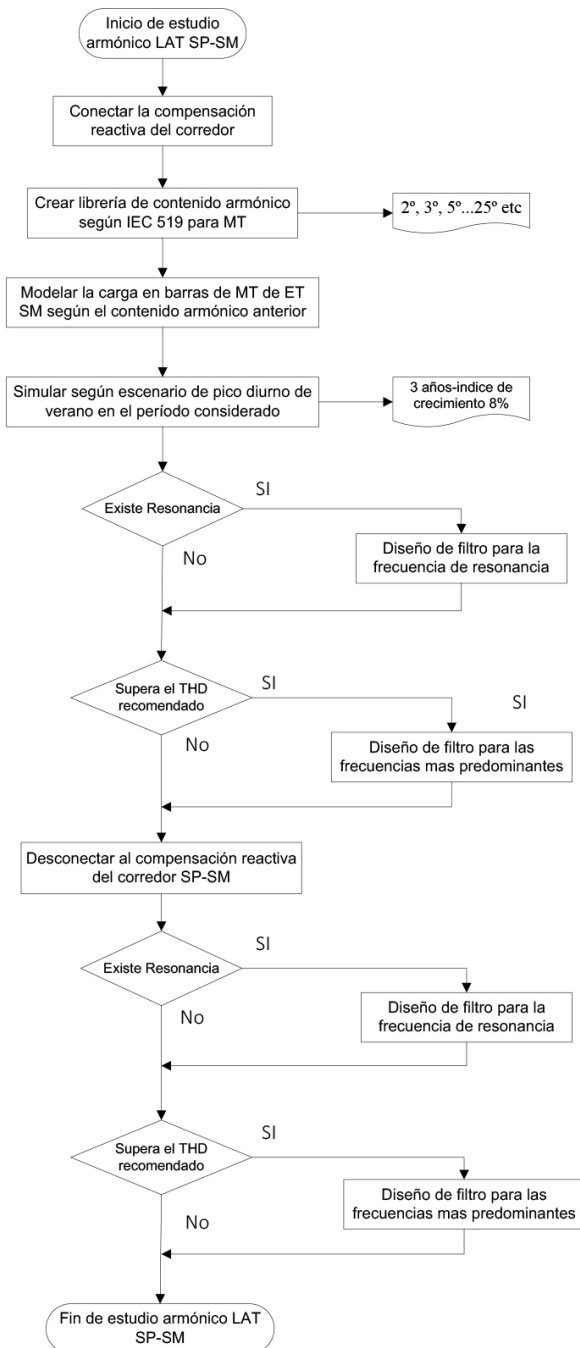 Inicio de estudio
armónico LAT SP-SM
Conectar la compensación
reactiva del corredor
Crear librería de contenido armónico
según IEC 519 para MT
2º, 3º, 5º...25º etc
Modelar la carga en barras de MT de ET
SM según el contenido armónico anterior
Simular según escenario de pico diurno de
verano en el período considerado
3 años-indice de
crecimiento 8%
Existe Resonancia
SI
No
Diseño de filtro para la
frecuencia de resonancia
Supera el THD
recomendado
SI
SI
No
Diseño de filtro para las
frecuencias mas predominantes
Desconectar al compensación reactiva
del corredor SP-SM
Existe Resonancia
SI
No
Diseño de filtro para la
frecuencia de resonancia
Supera el THD
recomendado
SI
No
Diseño de filtro para las
frecuencias mas predominantes
Fin de estudio armónico LAT
SP-SM